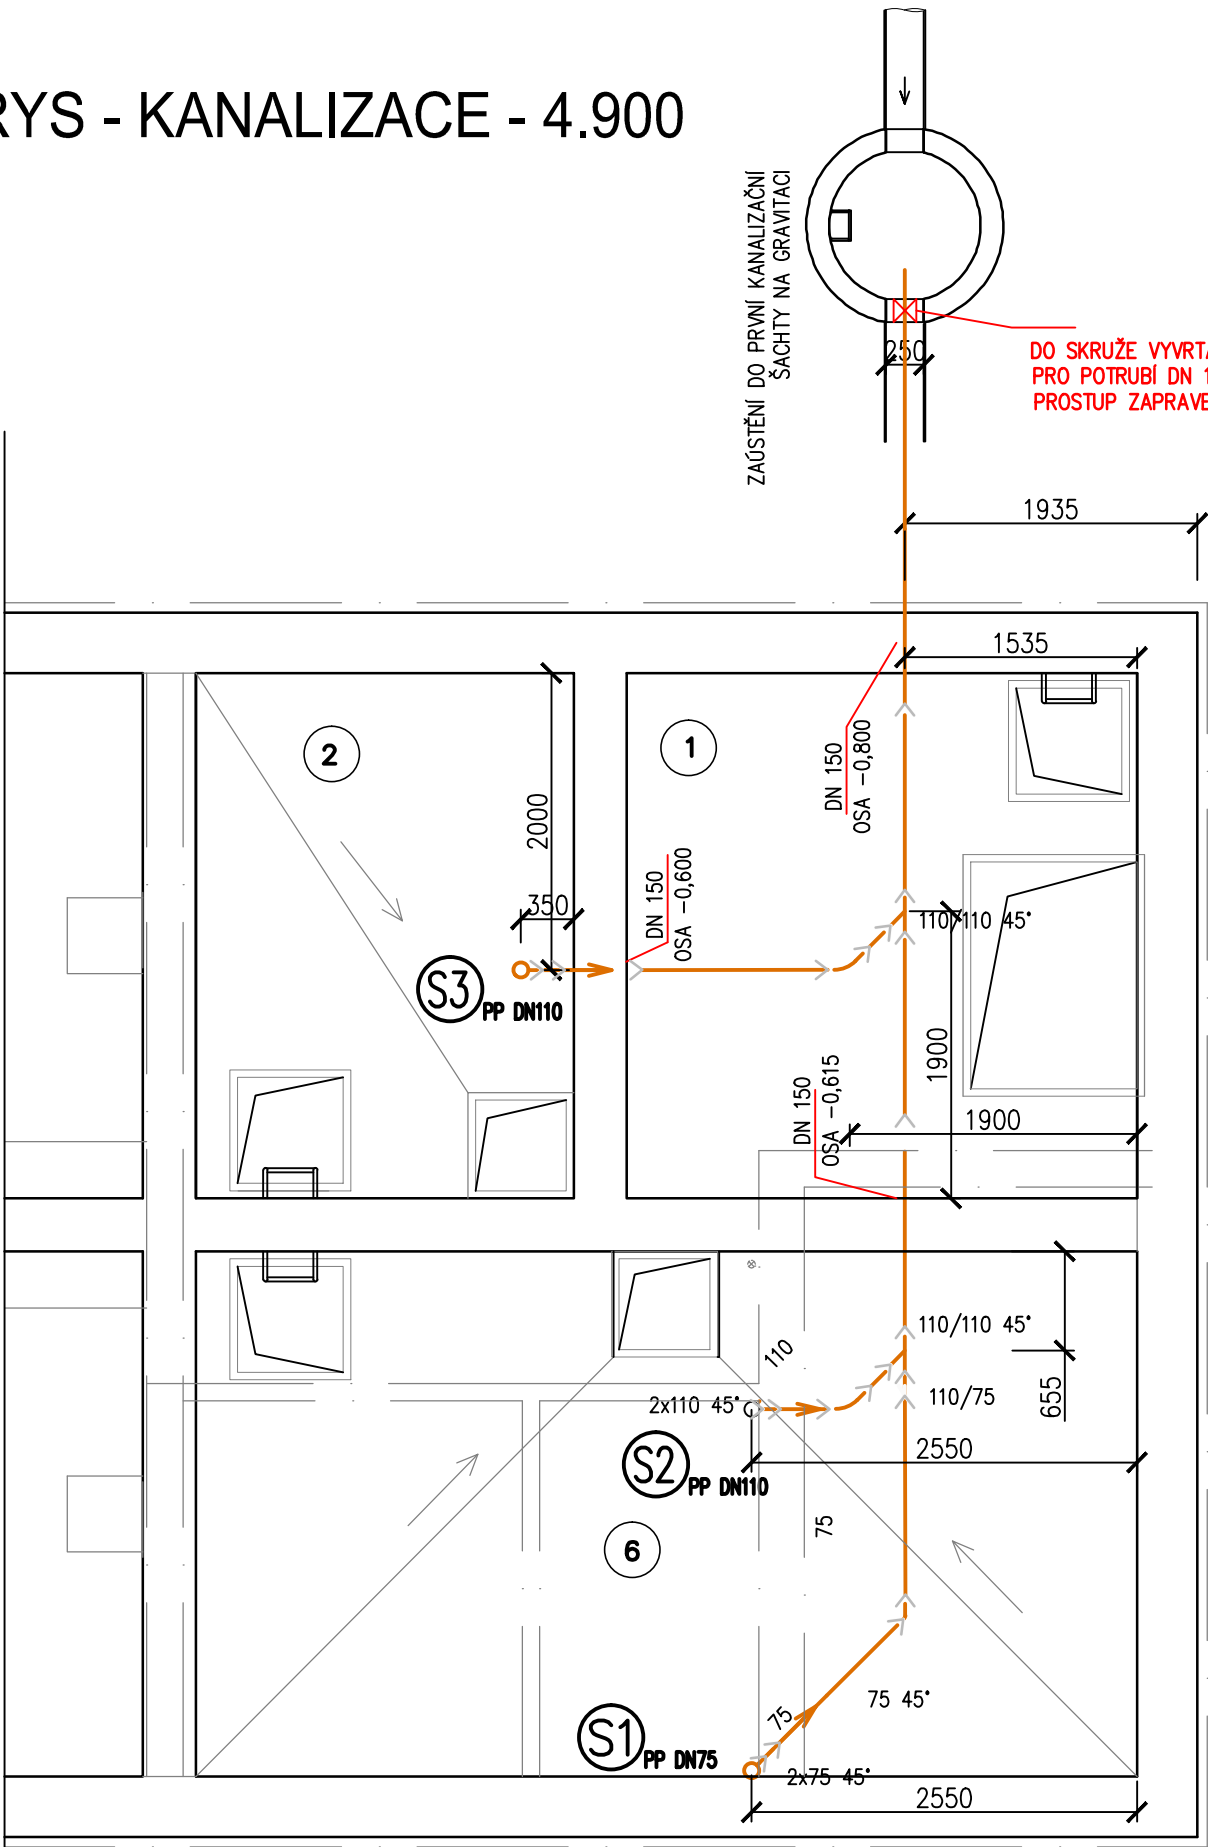 RYS - KANALIZACE - 4.900
ZAÚSTĚNÍ DO PRVNÍ KANALIZAČNÍ
ŠACHTY NA GRAVITACI
250
DO SKRUŽE VYVRTA
PRO POTRUBÍ DN 1
PROSTUP ZAPRAVE
1935
1535
2
1
2000
DN 150
OSA -0,800
350
DN 150
OSA -0,600
110/110 45°
S3
PP DN110
1900
DN 150
OSA -0,615
1900
110/110 45°
110
655
110/75
2x110 45°
S2
PP DN110
2550
75
6
75 45°
75
S1
PP DN75
2x75 45°
2550